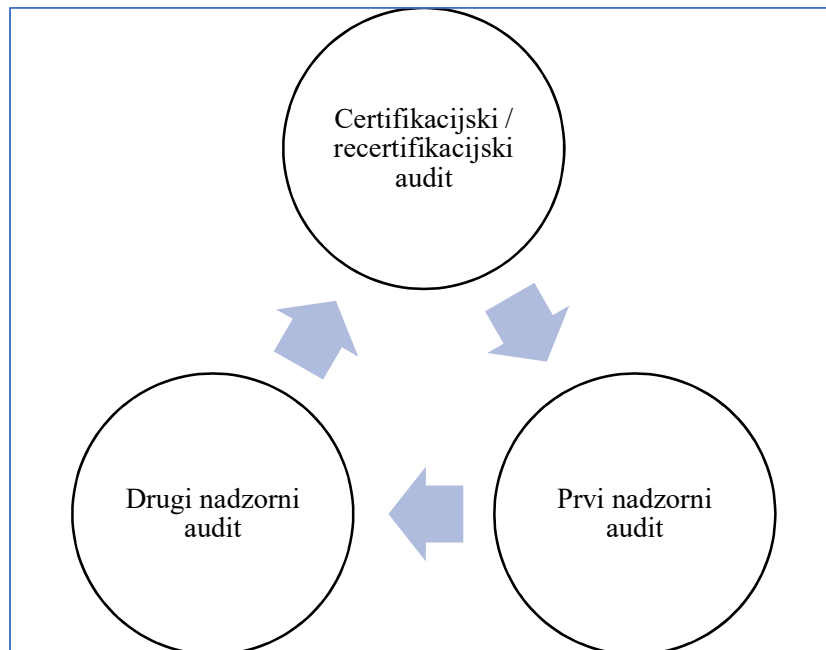 Certifikacijski /
recertifikacijski
audit
Drugi nadzorni
audit
Prvi nadzorni
audit